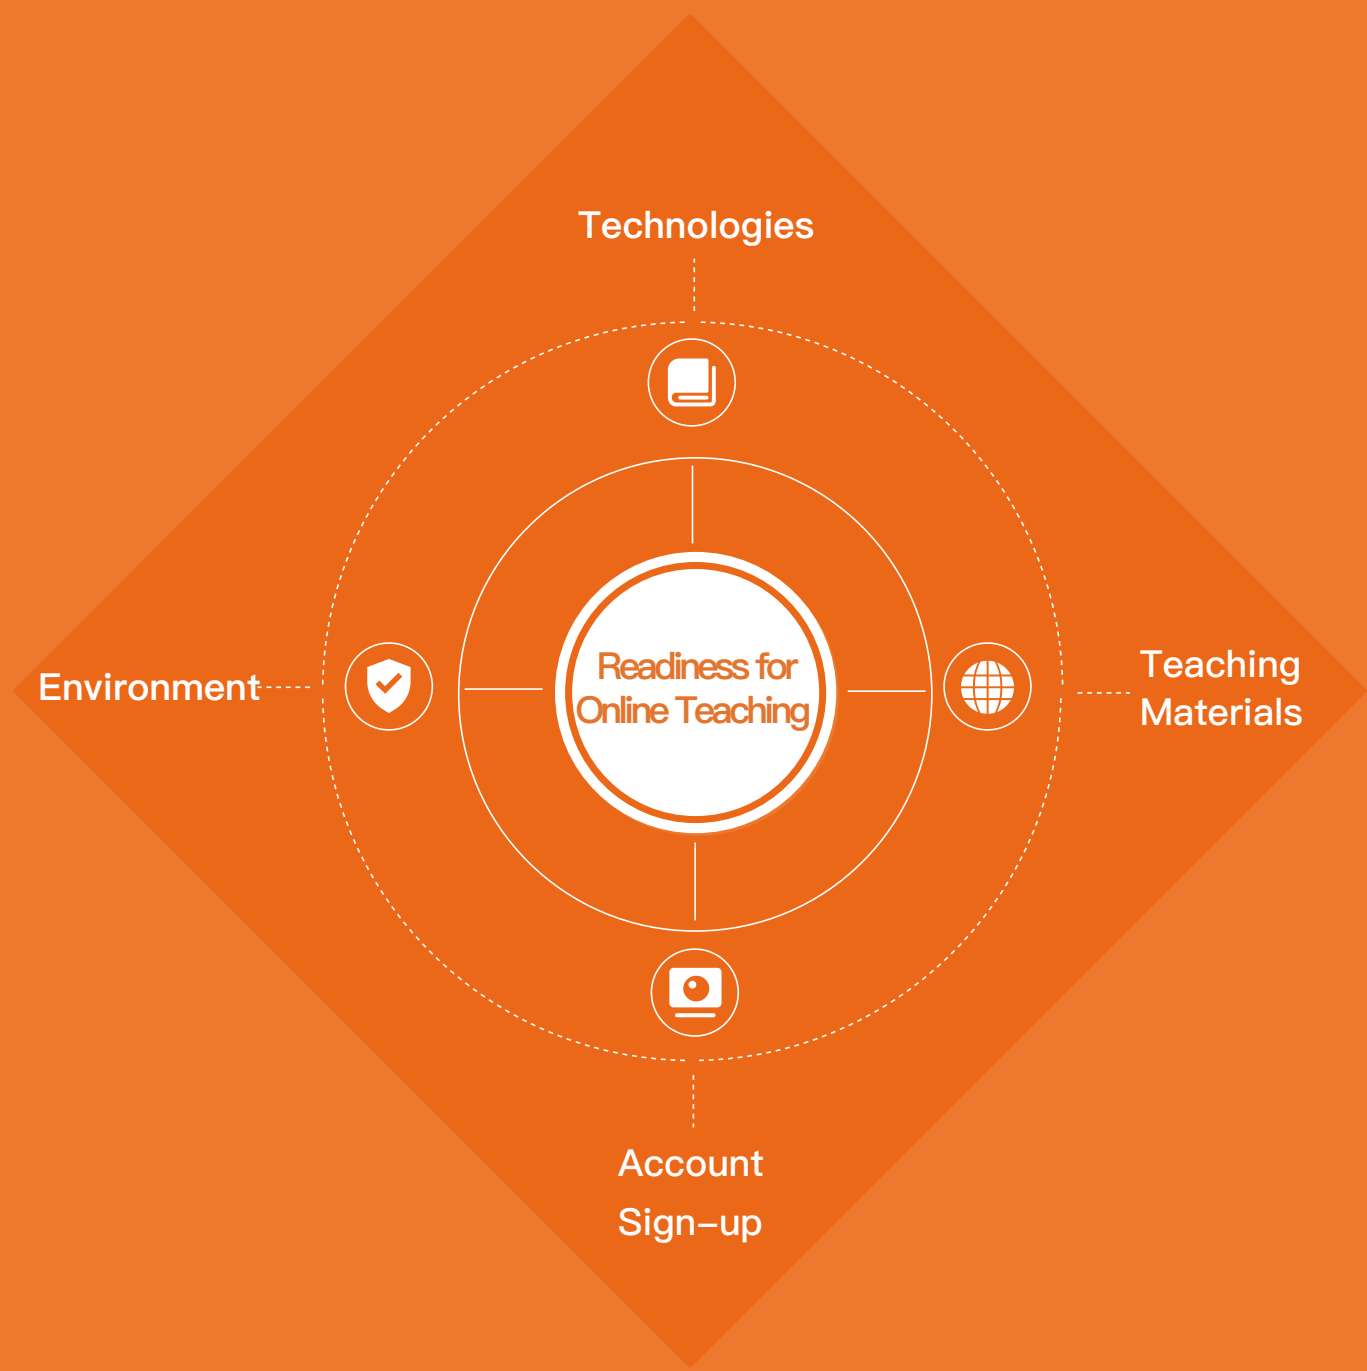 Technologies
Environment
Readiness for
Online Teaching
Teaching
Materials
Account
Sign-up